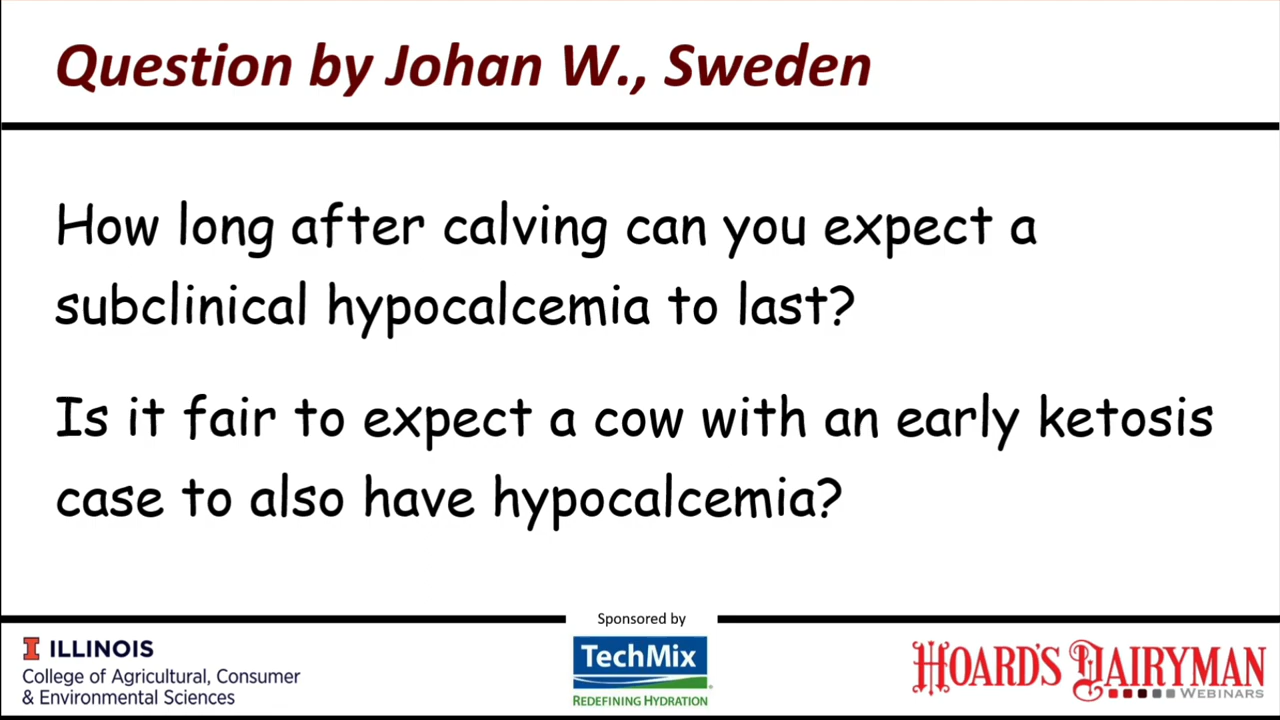 Question by Johan W., Sweden
How long after calving can you expect a
subclinical hypocalcemia to last?
Is it fair to expect a cow with an early ketosis
case to also have hypocalcemia?
Sponsored by
I ILLINOIS
College of Agricultural, Consumer
& Environmental Sciences
TechMix
REDEFINING HYDRATION
HOARD'S DAIRYMAN
WEBINARS